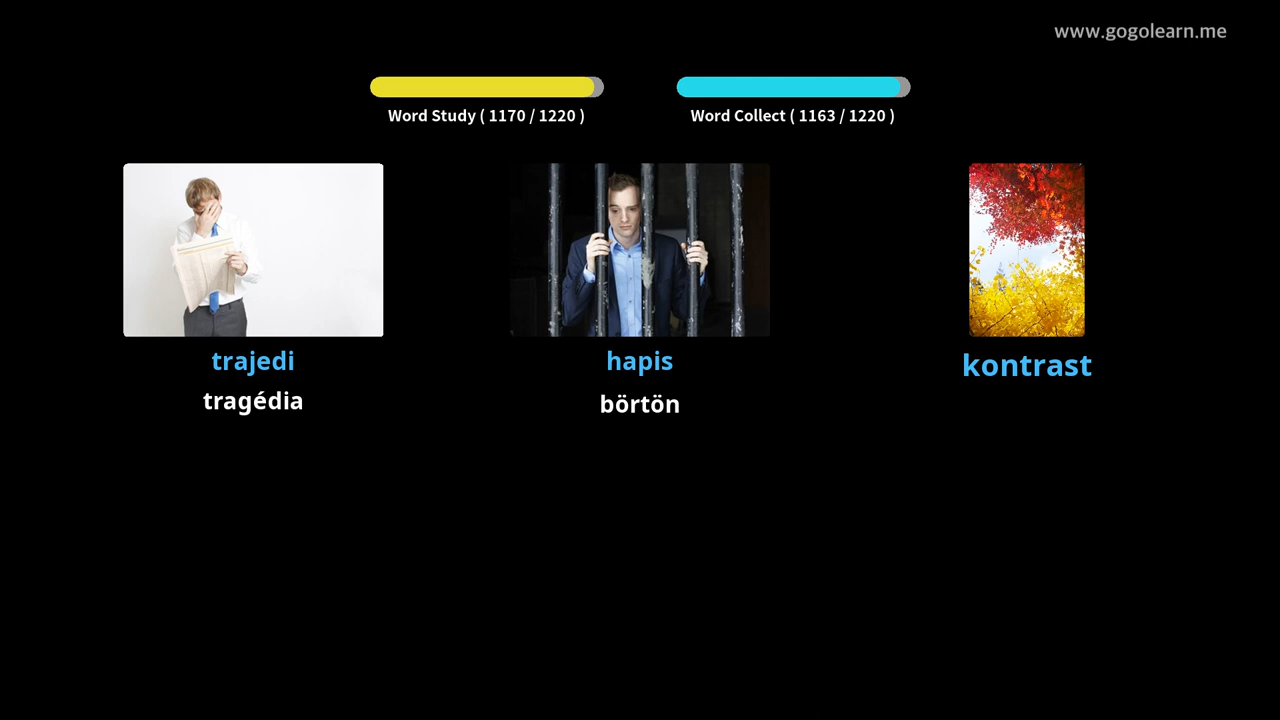 www.gogolearn.me
Word Study ( 1170 / 1220 )
Word Collect ( 1163 / 1220 )
trajedi
tragédia
hapis
börtön
kontrast